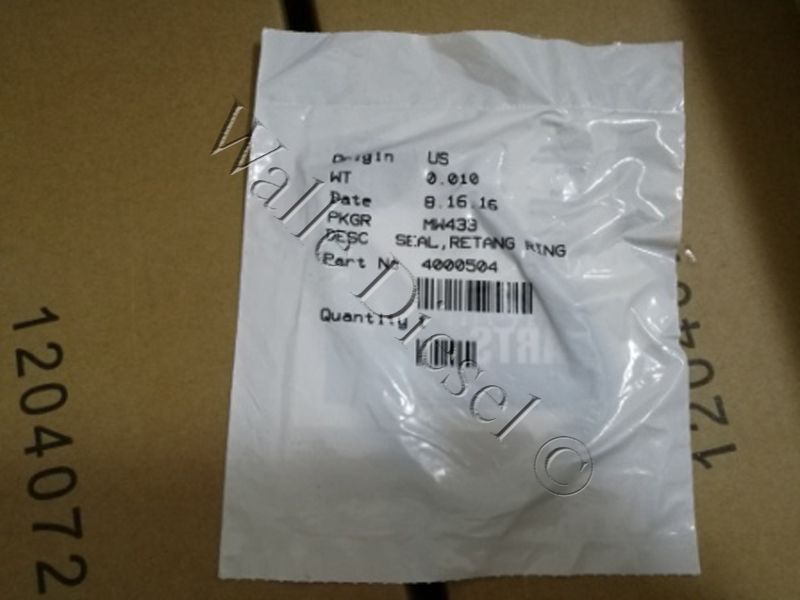 Origin US
WT 0.010
Date 8.16.16
PKGR MW433
DESC SEAL,RETANG RING
Part No 4000504
Quantity 1
Walle Diesel ©
1204072